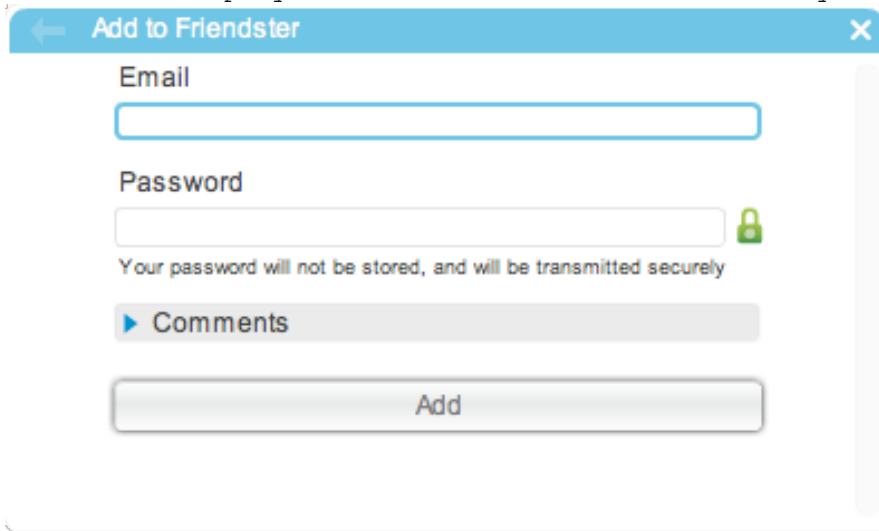 Add to Friendster
Email
Password
Your password will not be stored, and will be transmitted securely
Comments
Add